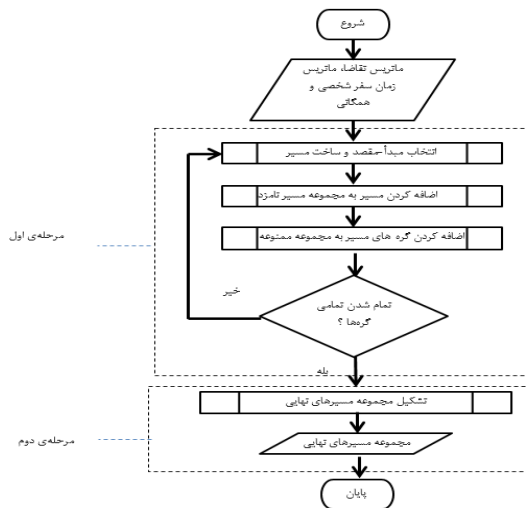 شروع
ماتریس تقاضا، ماتریس
زمان سفر شخصی و
همگانی
انتخاب مبدأ-مقصد و ساخت مسیر
اضافه کردن مسیر به مجموعه مسیر نامزد
اضافه کردن گره های مسیر به مجموعه ممنوعه
مرحله‌ی اول
خیر
تمام شدن تمامی
گره‌ها ؟
بله
تشکیل مجموعه مسیرهای نهایی
مرحله‌ی دوم
مجموعه مسیرهای نهایی
پایان